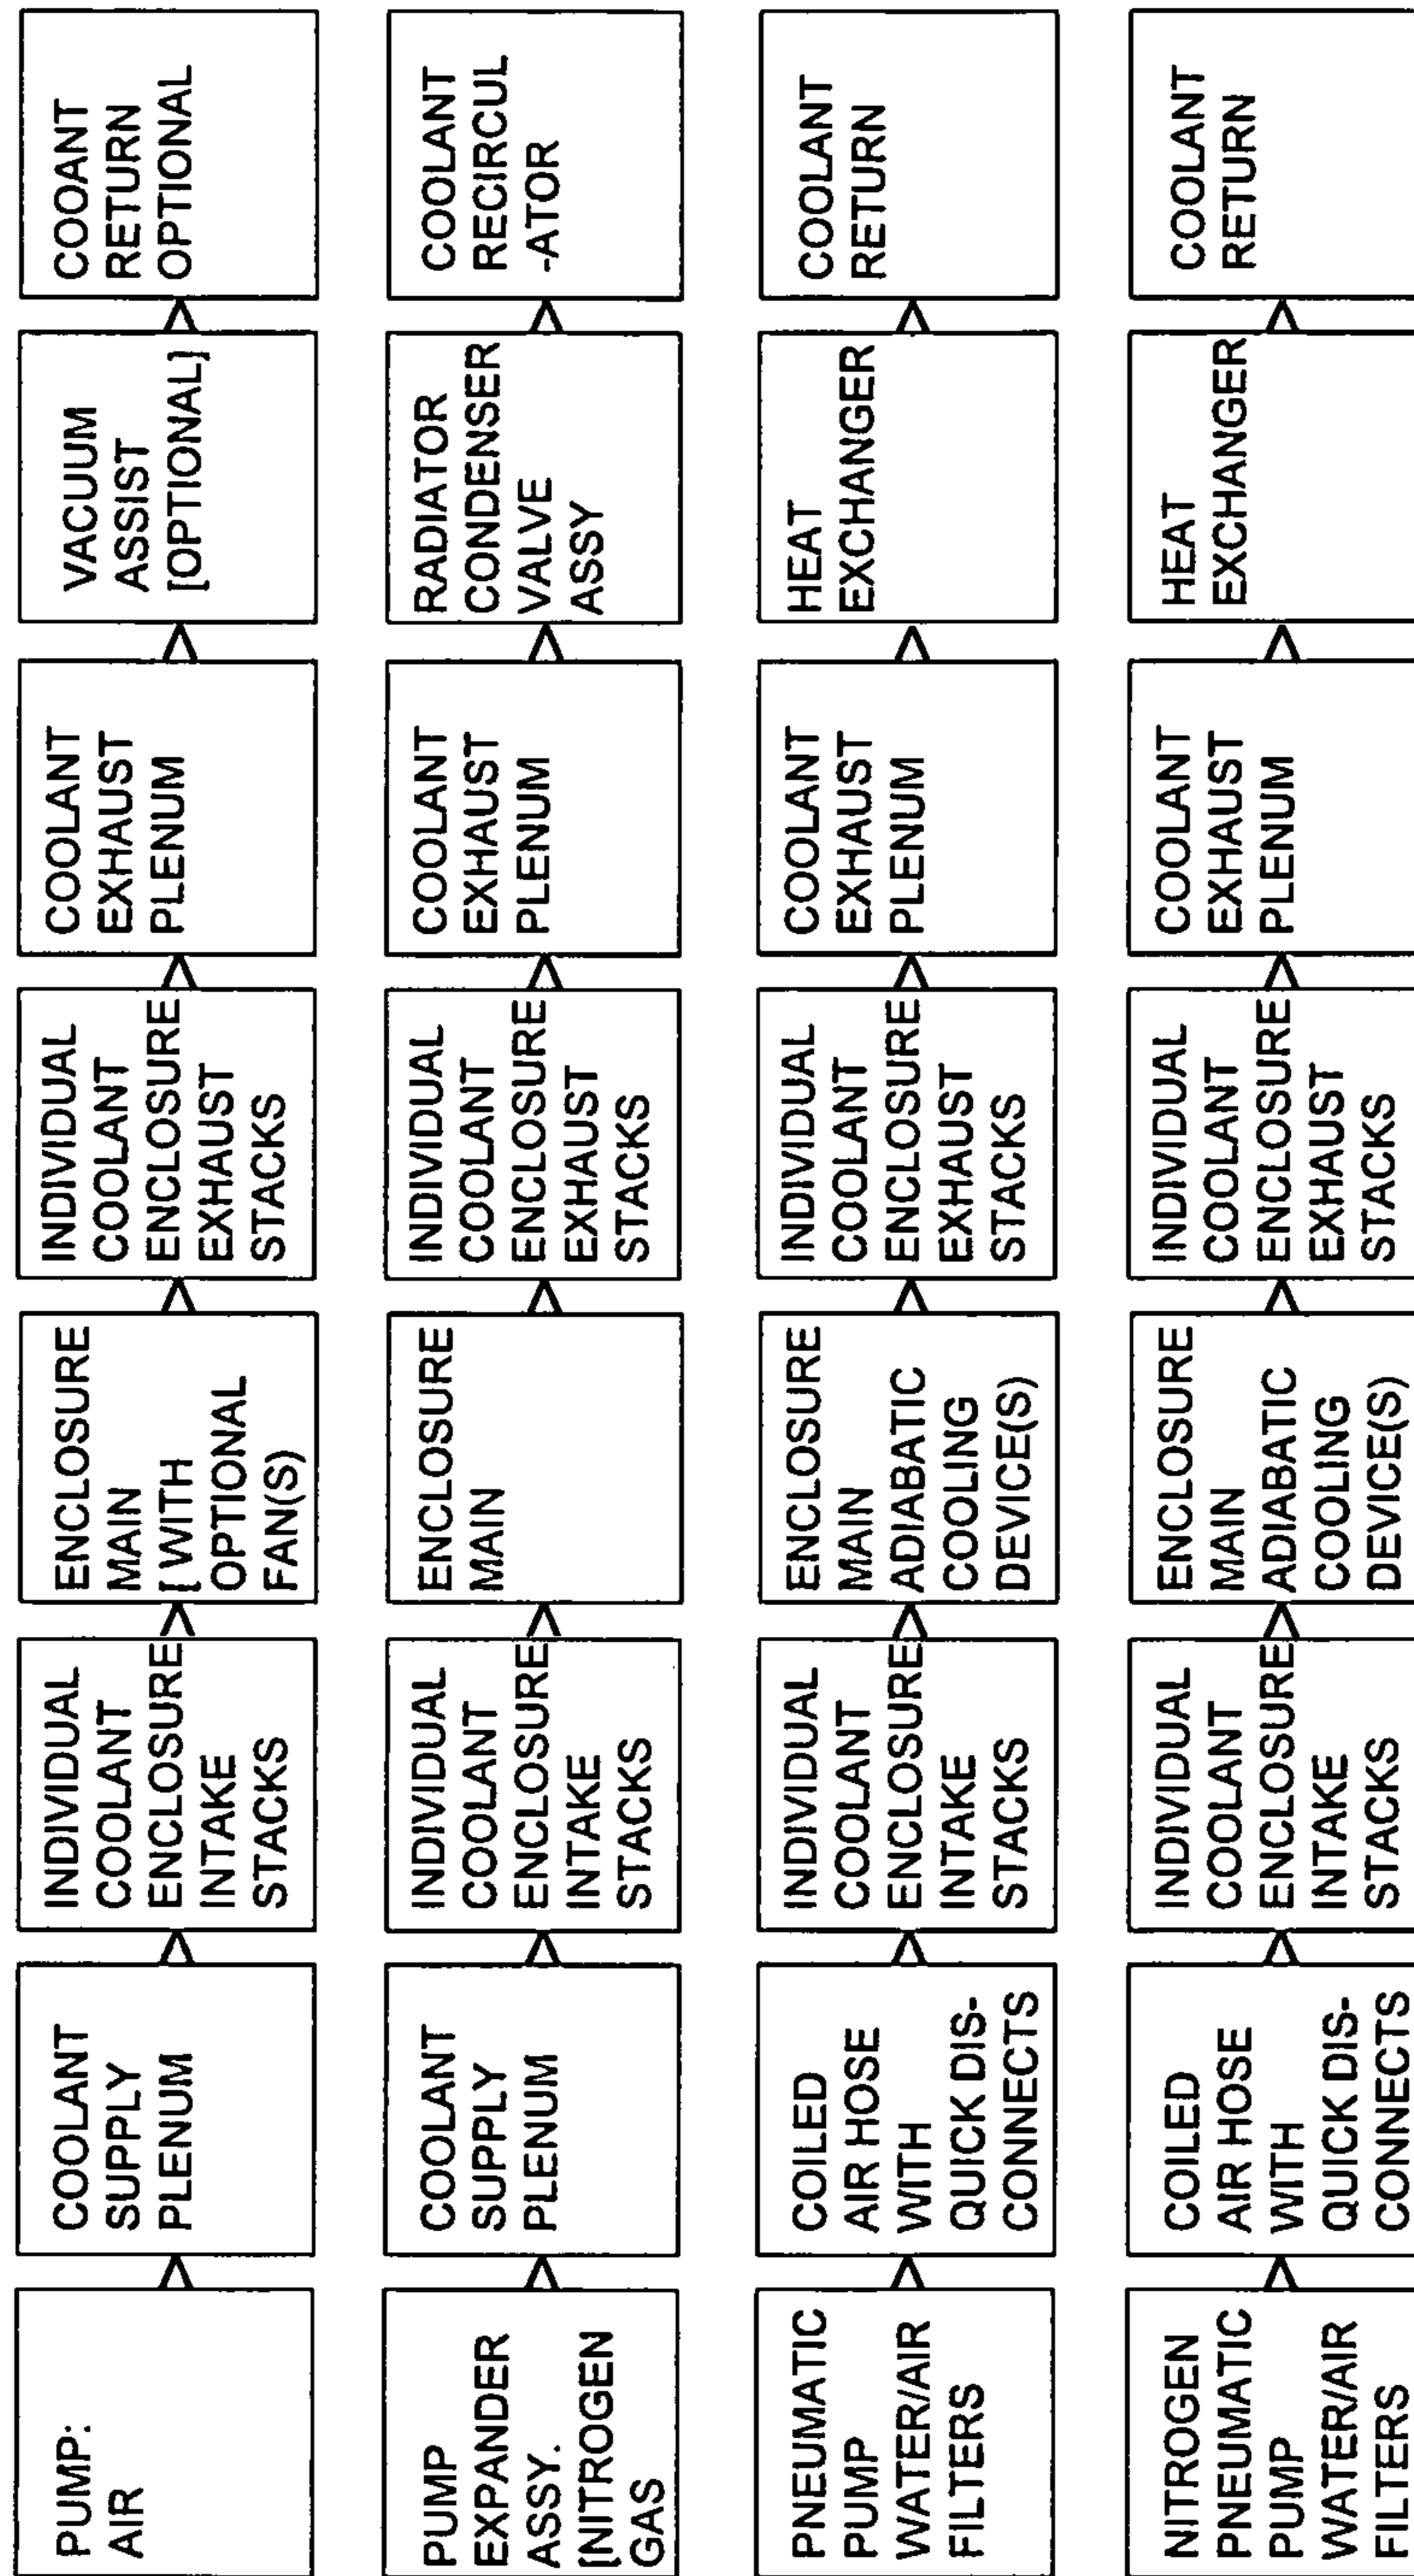 PUMP:
AIR
COOLANT
SUPPLY
PLENUM
INDIVIDUAL
COOLANT
ENCLOSURE
INTAKE
STACKS
ENCLOSURE
MAIN
[ WITH
OPTIONAL
FAN(S)
INDIVIDUAL
COOLANT
ENCLOSURE
EXHAUST
STACKS
COOLANT
EXHAUST
PLENUM
VACUUM
ASSIST
[OPTIONAL]
COOANT
RETURN
OPTIONAL
PUMP
EXPANDER
ASSY.
[NITROGEN
GAS
COOLANT
SUPPLY
PLENUM
INDIVIDUAL
COOLANT
ENCLOSURE
INTAKE
STACKS
ENCLOSURE
MAIN
INDIVIDUAL
COOLANT
ENCLOSURE
EXHAUST
STACKS
COOLANT
EXHAUST
PLENUM
RADIATOR
CONDENSER
VALVE
ASSY
COOLANT
RECIRCUL
-ATOR
PNEUMATIC
PUMP
WATER/AIR
FILTERS
COILED
AIR HOSE
WITH
QUICK DIS-
CONNECTS
INDIVIDUAL
COOLANT
ENCLOSURE
INTAKE
STACKS
ENCLOSURE
MAIN
ADIABATIC
COOLING
DEVICE(S)
INDIVIDUAL
COOLANT
ENCLOSURE
EXHAUST
STACKS
COOLANT
EXHAUST
PLENUM
HEAT
EXCHANGER
COOLANT
RETURN
NITROGEN
PNEUMATIC
PUMP
WATER/AIR
FILTERS
COILED
AIR HOSE
WITH
QUICK DIS-
CONNECTS
INDIVIDUAL
COOLANT
ENCLOSURE
INTAKE
STACKS
ENCLOSURE
MAIN
ADIABATIC
COOLING
DEVICE(S)
INDIVIDUAL
COOLANT
ENCLOSURE
EXHAUST
STACKS
COOLANT
EXHAUST
PLENUM
HEAT
EXCHANGER
COOLANT
RETURN